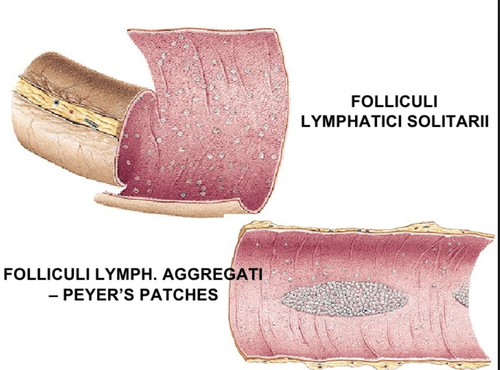 FOLLICULI
LYMPHATICI SOLITARII
FOLLICULI LYMPH. AGGREGATI
– PEYER'S PATCHES